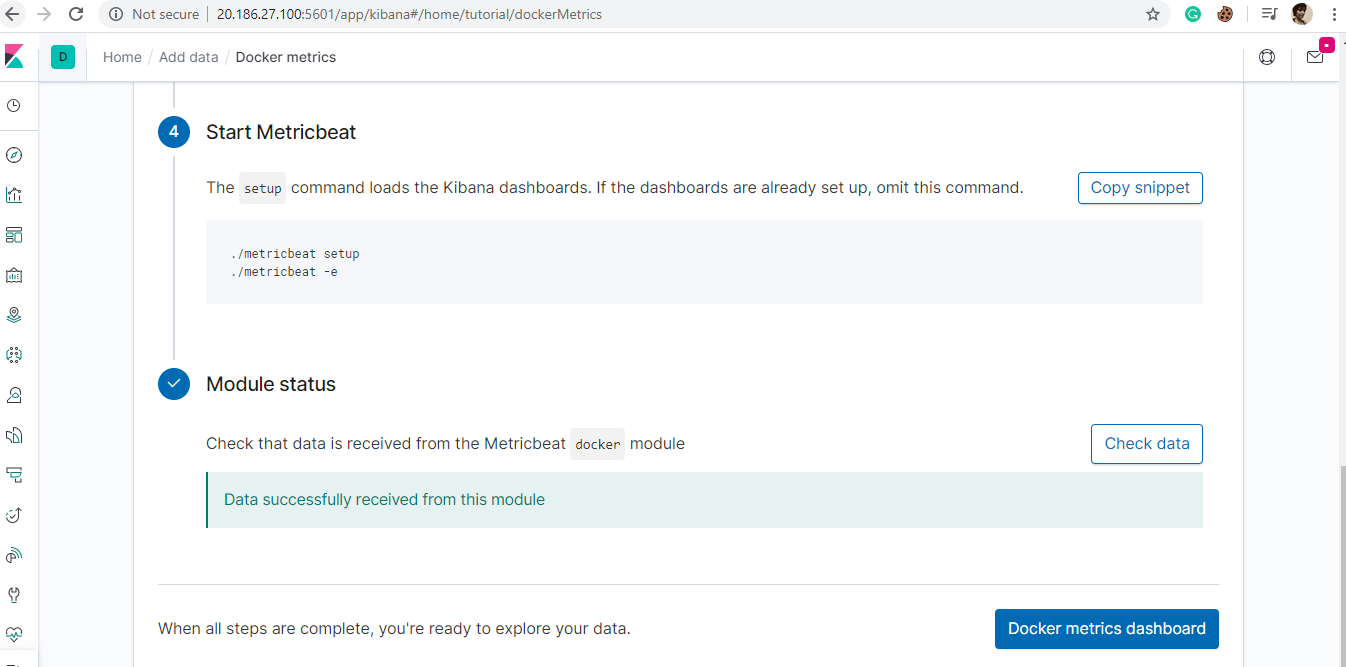 Not secure | 20.186.27.100:5601/app/kibana#/home/tutorial/dockerMetrics
D Home / Add data / Docker metrics
4 Start Metricbeat
The setup command loads the Kibana dashboards. If the dashboards are already set up, omit this command. Copy snippet
./metricbeat setup
./metricbeat -e
Module status
Check that data is received from the Metricbeat docker module Check data
Data successfully received from this module
When all steps are complete, you're ready to explore your data. Docker metrics dashboard